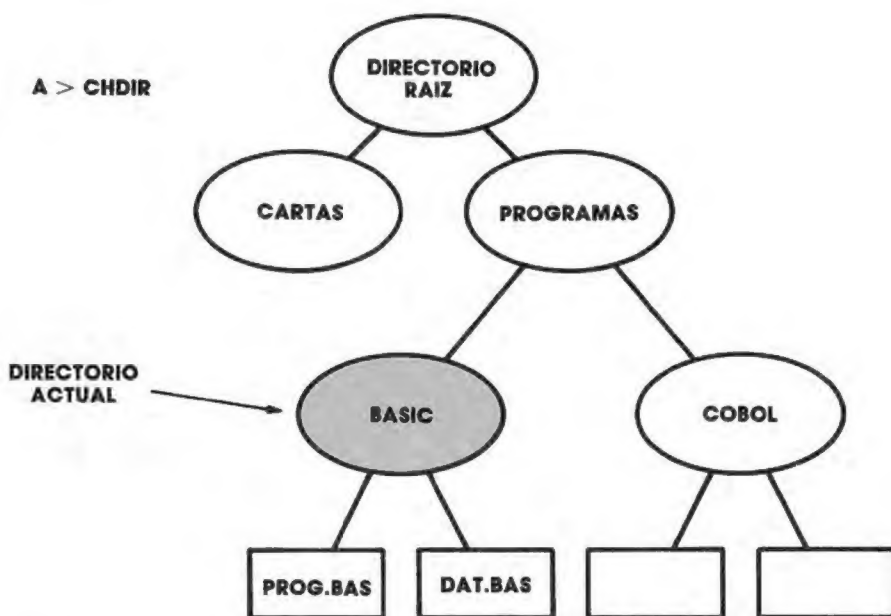 DIRECTORIO
RAIZ
A > CHDIR
CARTAS
PROGRAMAS
DIRECTORIO
ACTUAL
BASIC
COBOL
PROG.BAS
DAT.BAS